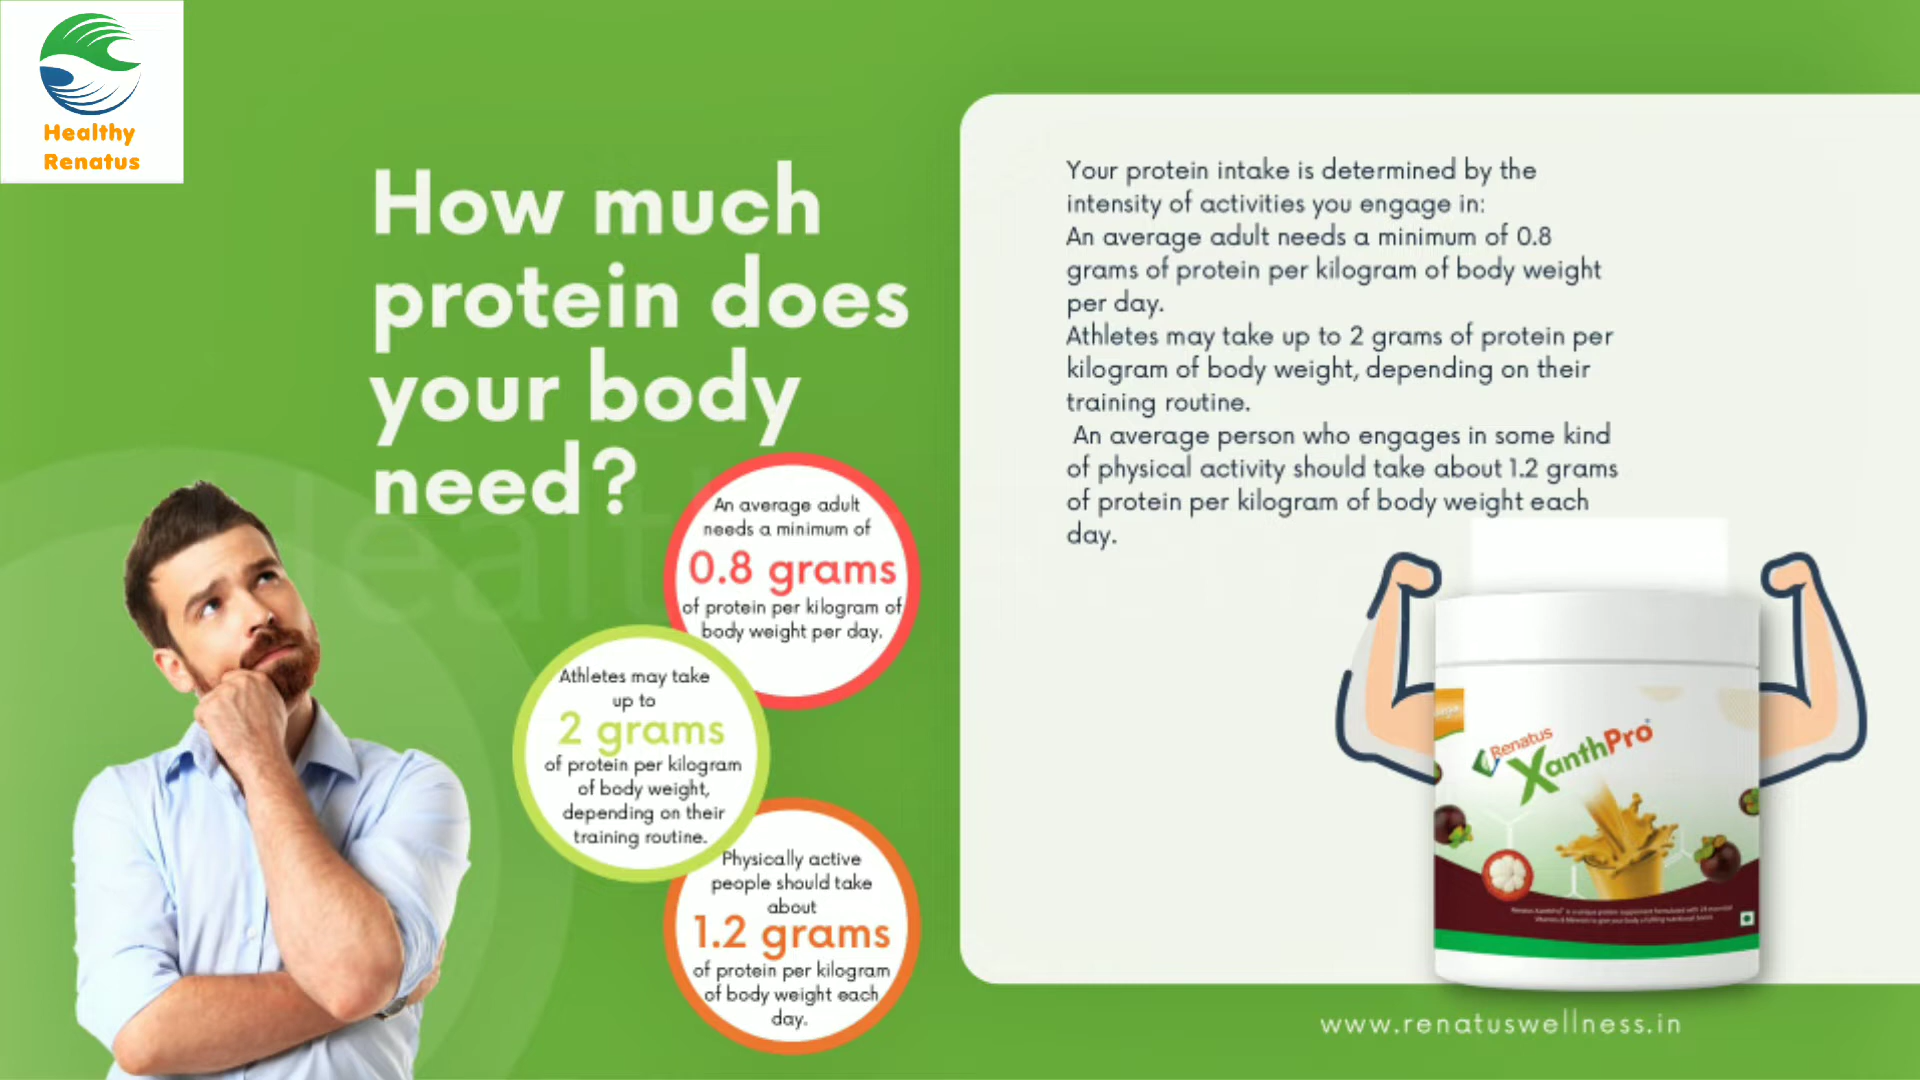 Healthy
Renatus
How much
protein does
your body
need?
An average adult
needs a minimum of
0.8 grams
of protein per kilogram of
body weight per day.
Athletes may take
up to
2 grams
of protein per kilogram
of body weight,
depending on their
training routine.
Physically active
people should take
about
1.2 grams
of protein per kilogram
of body weight each
day.
Your protein intake is determined by the
intensity of activities you engage in:
An average adult needs a minimum of 0.8
grams of protein per kilogram of body weight
per day.
Athletes may take up to 2 grams of protein per
kilogram of body weight, depending on their
training routine.
An average person who engages in some kind
of physical activity should take about 1.2 grams
of protein per kilogram of body weight each
day.
Renatus
XanthPro
www.renatuswellness.in